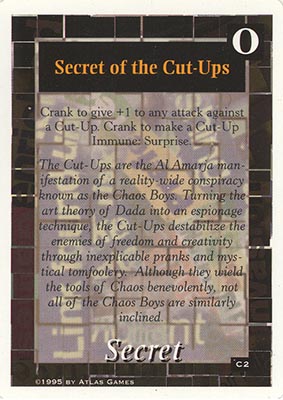 O
Secret of the Cut-Ups
Crank to give +1 to any attack against
a Cut-Up. Crank to make a Cut-Up
Immune: Surprise.
The Cut-Ups are the Al Amarja man-
ifestation of a reality-wide conspiracy
known as the Chaos Boys. Turning the
art theory of Dada into an espionage
technique, the Cut-Ups destabilize the
enemies of freedom and creativity
through inexplicable pranks and mys-
tical tomfoolery. Although they wield
the tools of Chaos benevolently, not
all of the Chaos Boys are similarly
inclined.
Secret
C2
©1995 BY ATLAS GAMES